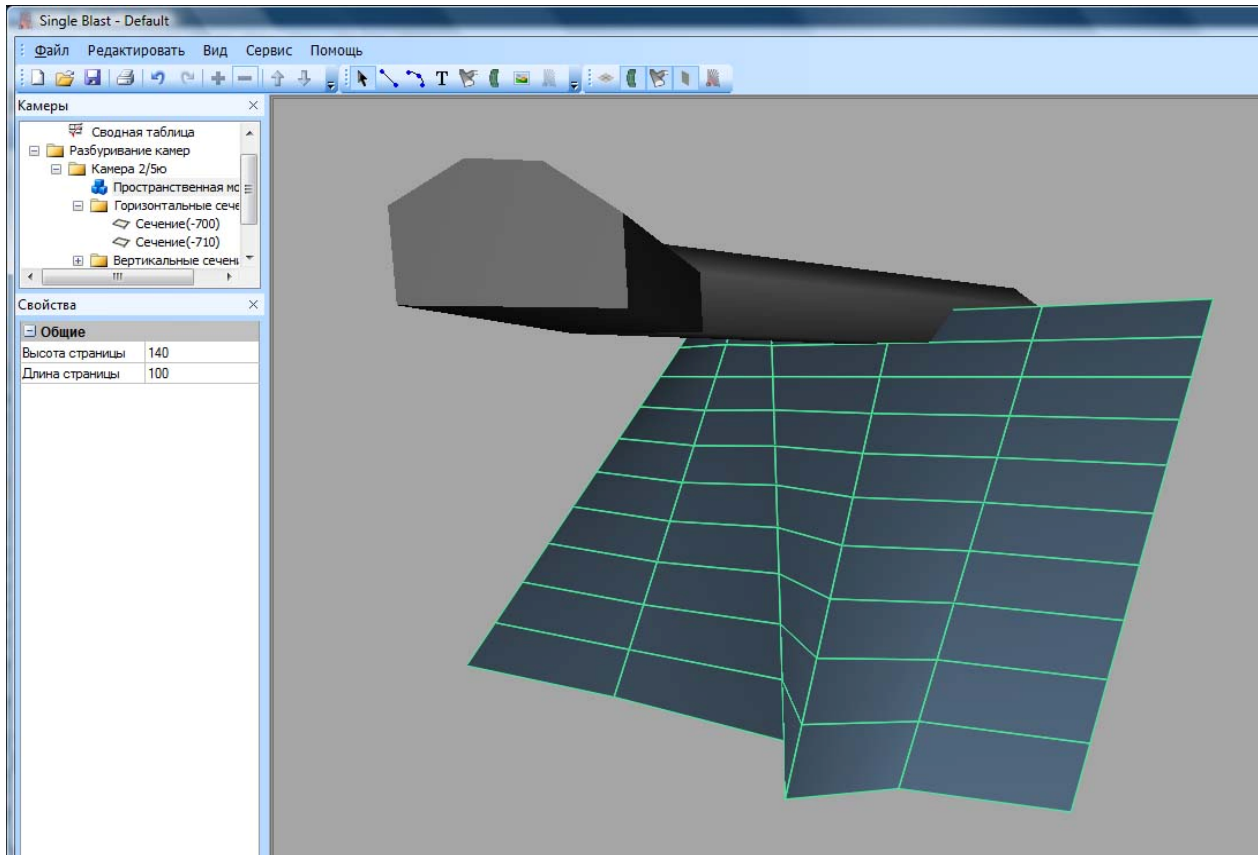 Single Blast - Default
Файл Редактировать Вид Сервис Помощь
T
Камеры
Сводная таблица
Разбуривание камер
Камера 2/5ю
Пространственная мо
Горизонтальные сече
Сечение(-700)
Сечение(-710)
Вертикальные сечен
Свойства
Общие
Высота страницы 140
Длина страницы 100